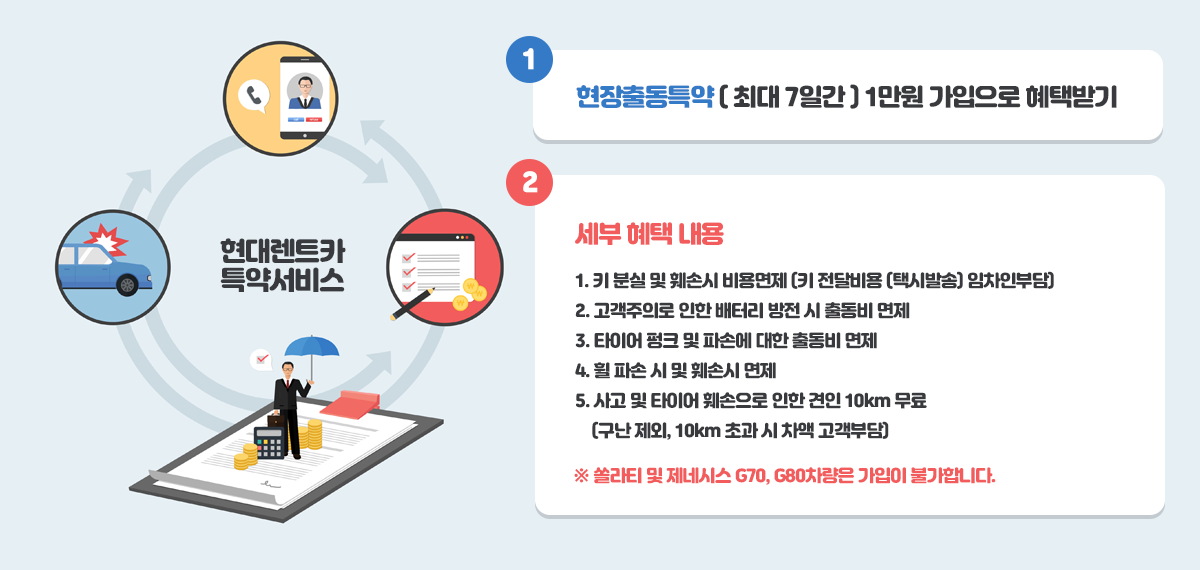 현대렌트카
특약서비스
1
현장출동특약 ( 최대 7일간 ) 1만원 가입으로 혜택받기
2
세부 혜택 내용
1. 키 분실 및 훼손시 비용면제 (키 전달비용 (택시발송) 임차인부담)
2. 고객주의로 인한 배터리 방전 시 출동비 면제
3. 타이어 펑크 및 파손에 대한 출동비 면제
4. 휠 파손 시 및 훼손시 면제
5. 사고 및 타이어 훼손으로 인한 견인 10km 무료
(구난 제외, 10km 초과 시 차액 고객부담)
※ 쏠라티 및 제네시스 G70, G80차량은 가입이 불가합니다.